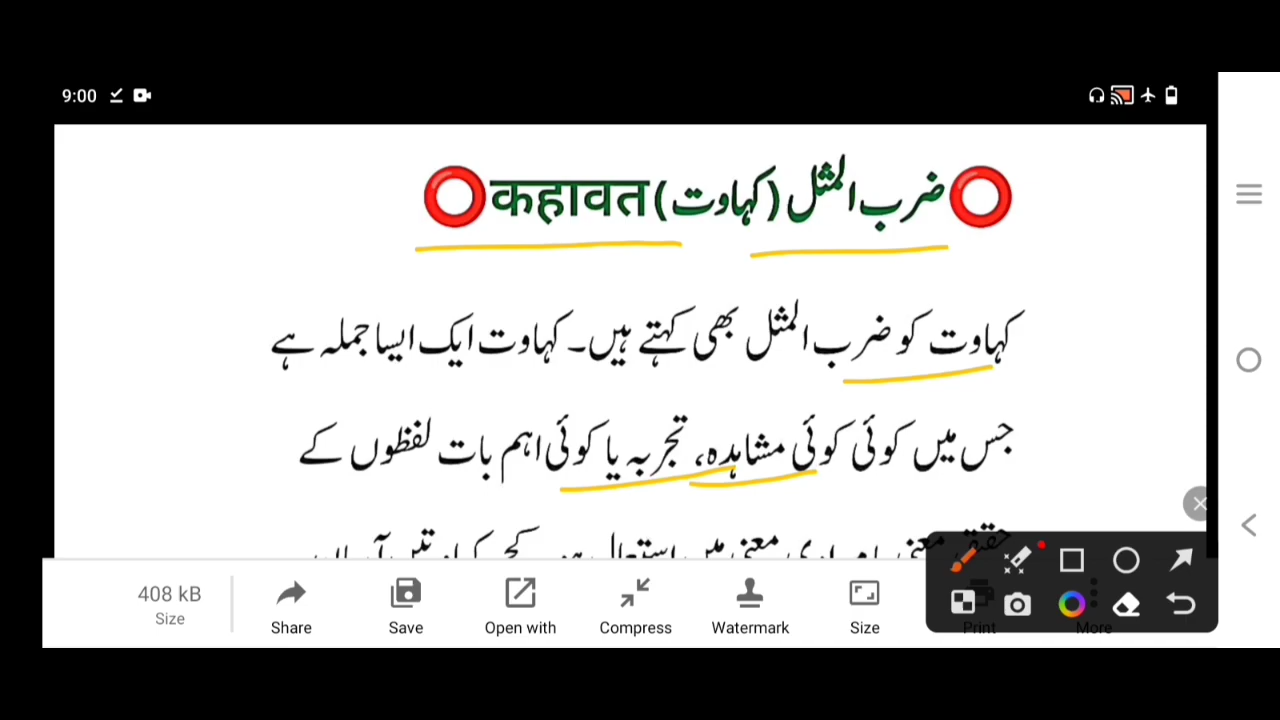 9:00
ضرب المثل (کہاوت) कहावत
کہاوت کو ضرب المثل بھی کہتے ہیں۔ کہاوت ایک ایسا جملہ ہے
جس میں کوئی کوئی مشاہدہ، تجربہ یا کوئی اہم بات لفظوں کے
408 kB
Size
Share
Save
Open with
Compress
Watermark
Size
Print
More